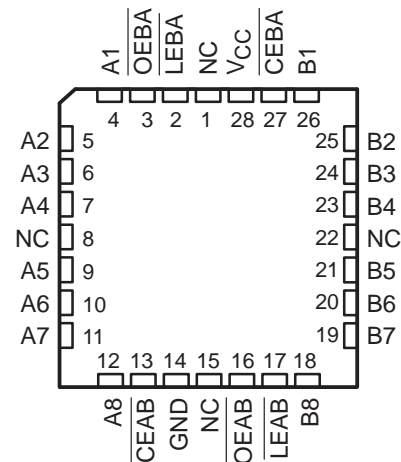 A1 OEBA LEBA NC VCC CEBA B1
4 3 2 1 28 27 26
A2 5 25 B2
A3 6 24 B3
A4 7 23 B4
NC 8 22 NC
A5 9 21 B5
A6 10 20 B6
A7 11 19 B7
12 13 14 15 16 17 18
A8 CEAB GND NC OEAB LEAB B8